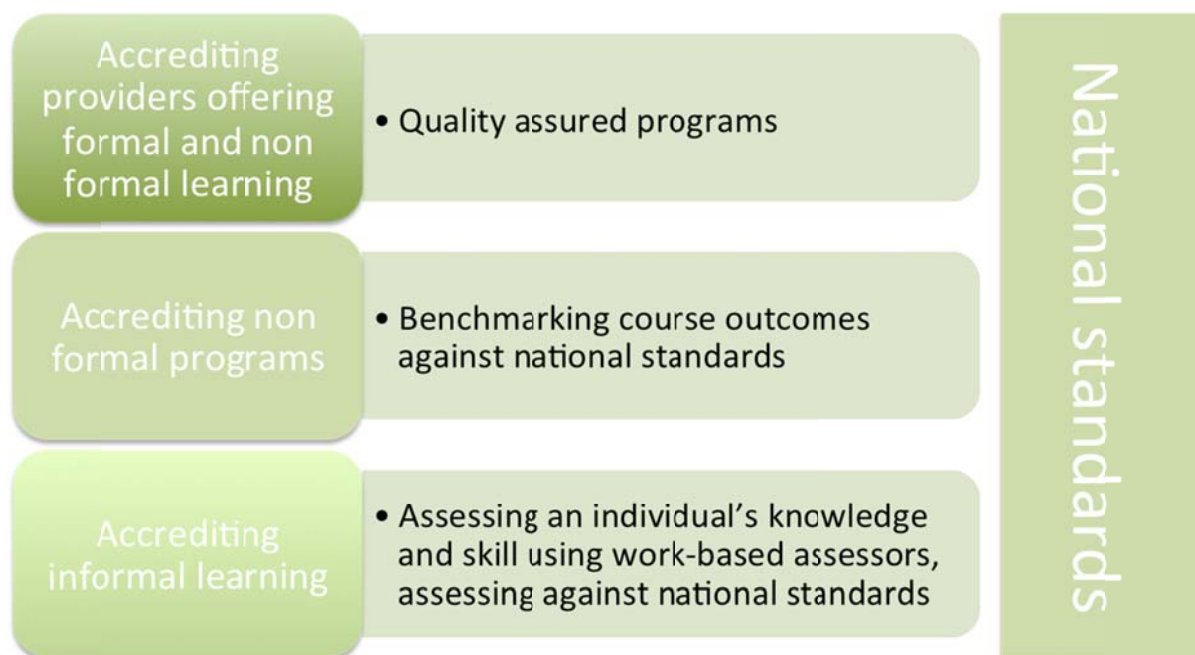 Accrediting
providers offering
formal and non
formal learning
• Quality assured programs
Accrediting non
formal programs
• Benchmarking course outcomes
against national standards
Accrediting
informal learning
• Assessing an individual’s knowledge
and skill using work-based assessors,
assessing against national standards
National standards